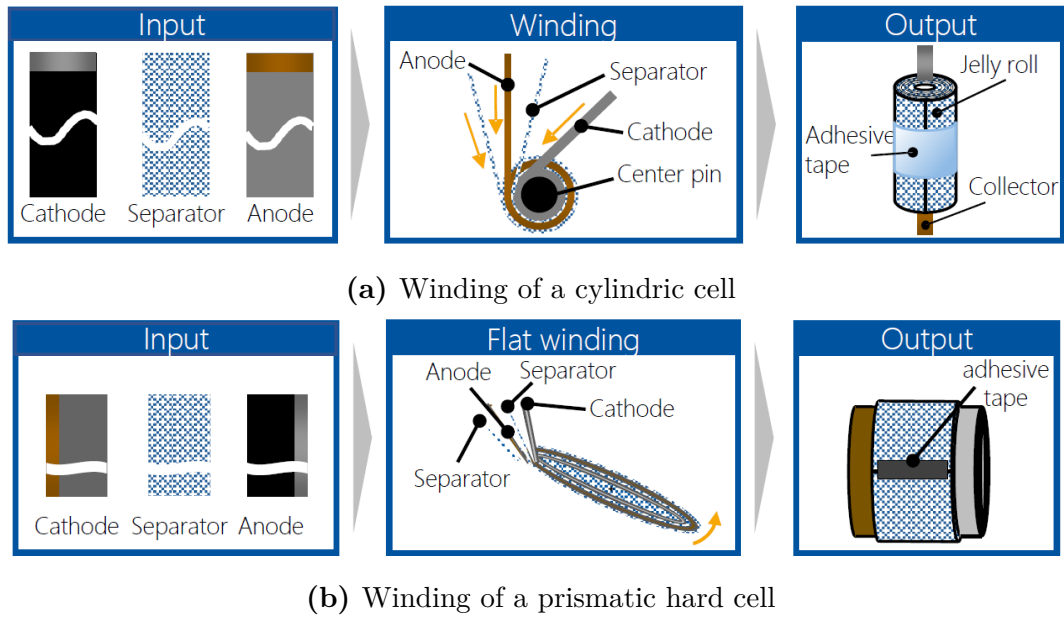 Input
Cathode
Separator
Anode
Winding
Anode
Separator
Cathode
Center pin
Output
Jelly roll
Adhesive
tape
Collector
(a) Winding of a cylindric cell
Input
Cathode
Separator
Anode
Flat winding
Anode
Separator
Cathode
Separator
Output
adhesive
tape
(b) Winding of a prismatic hard cell